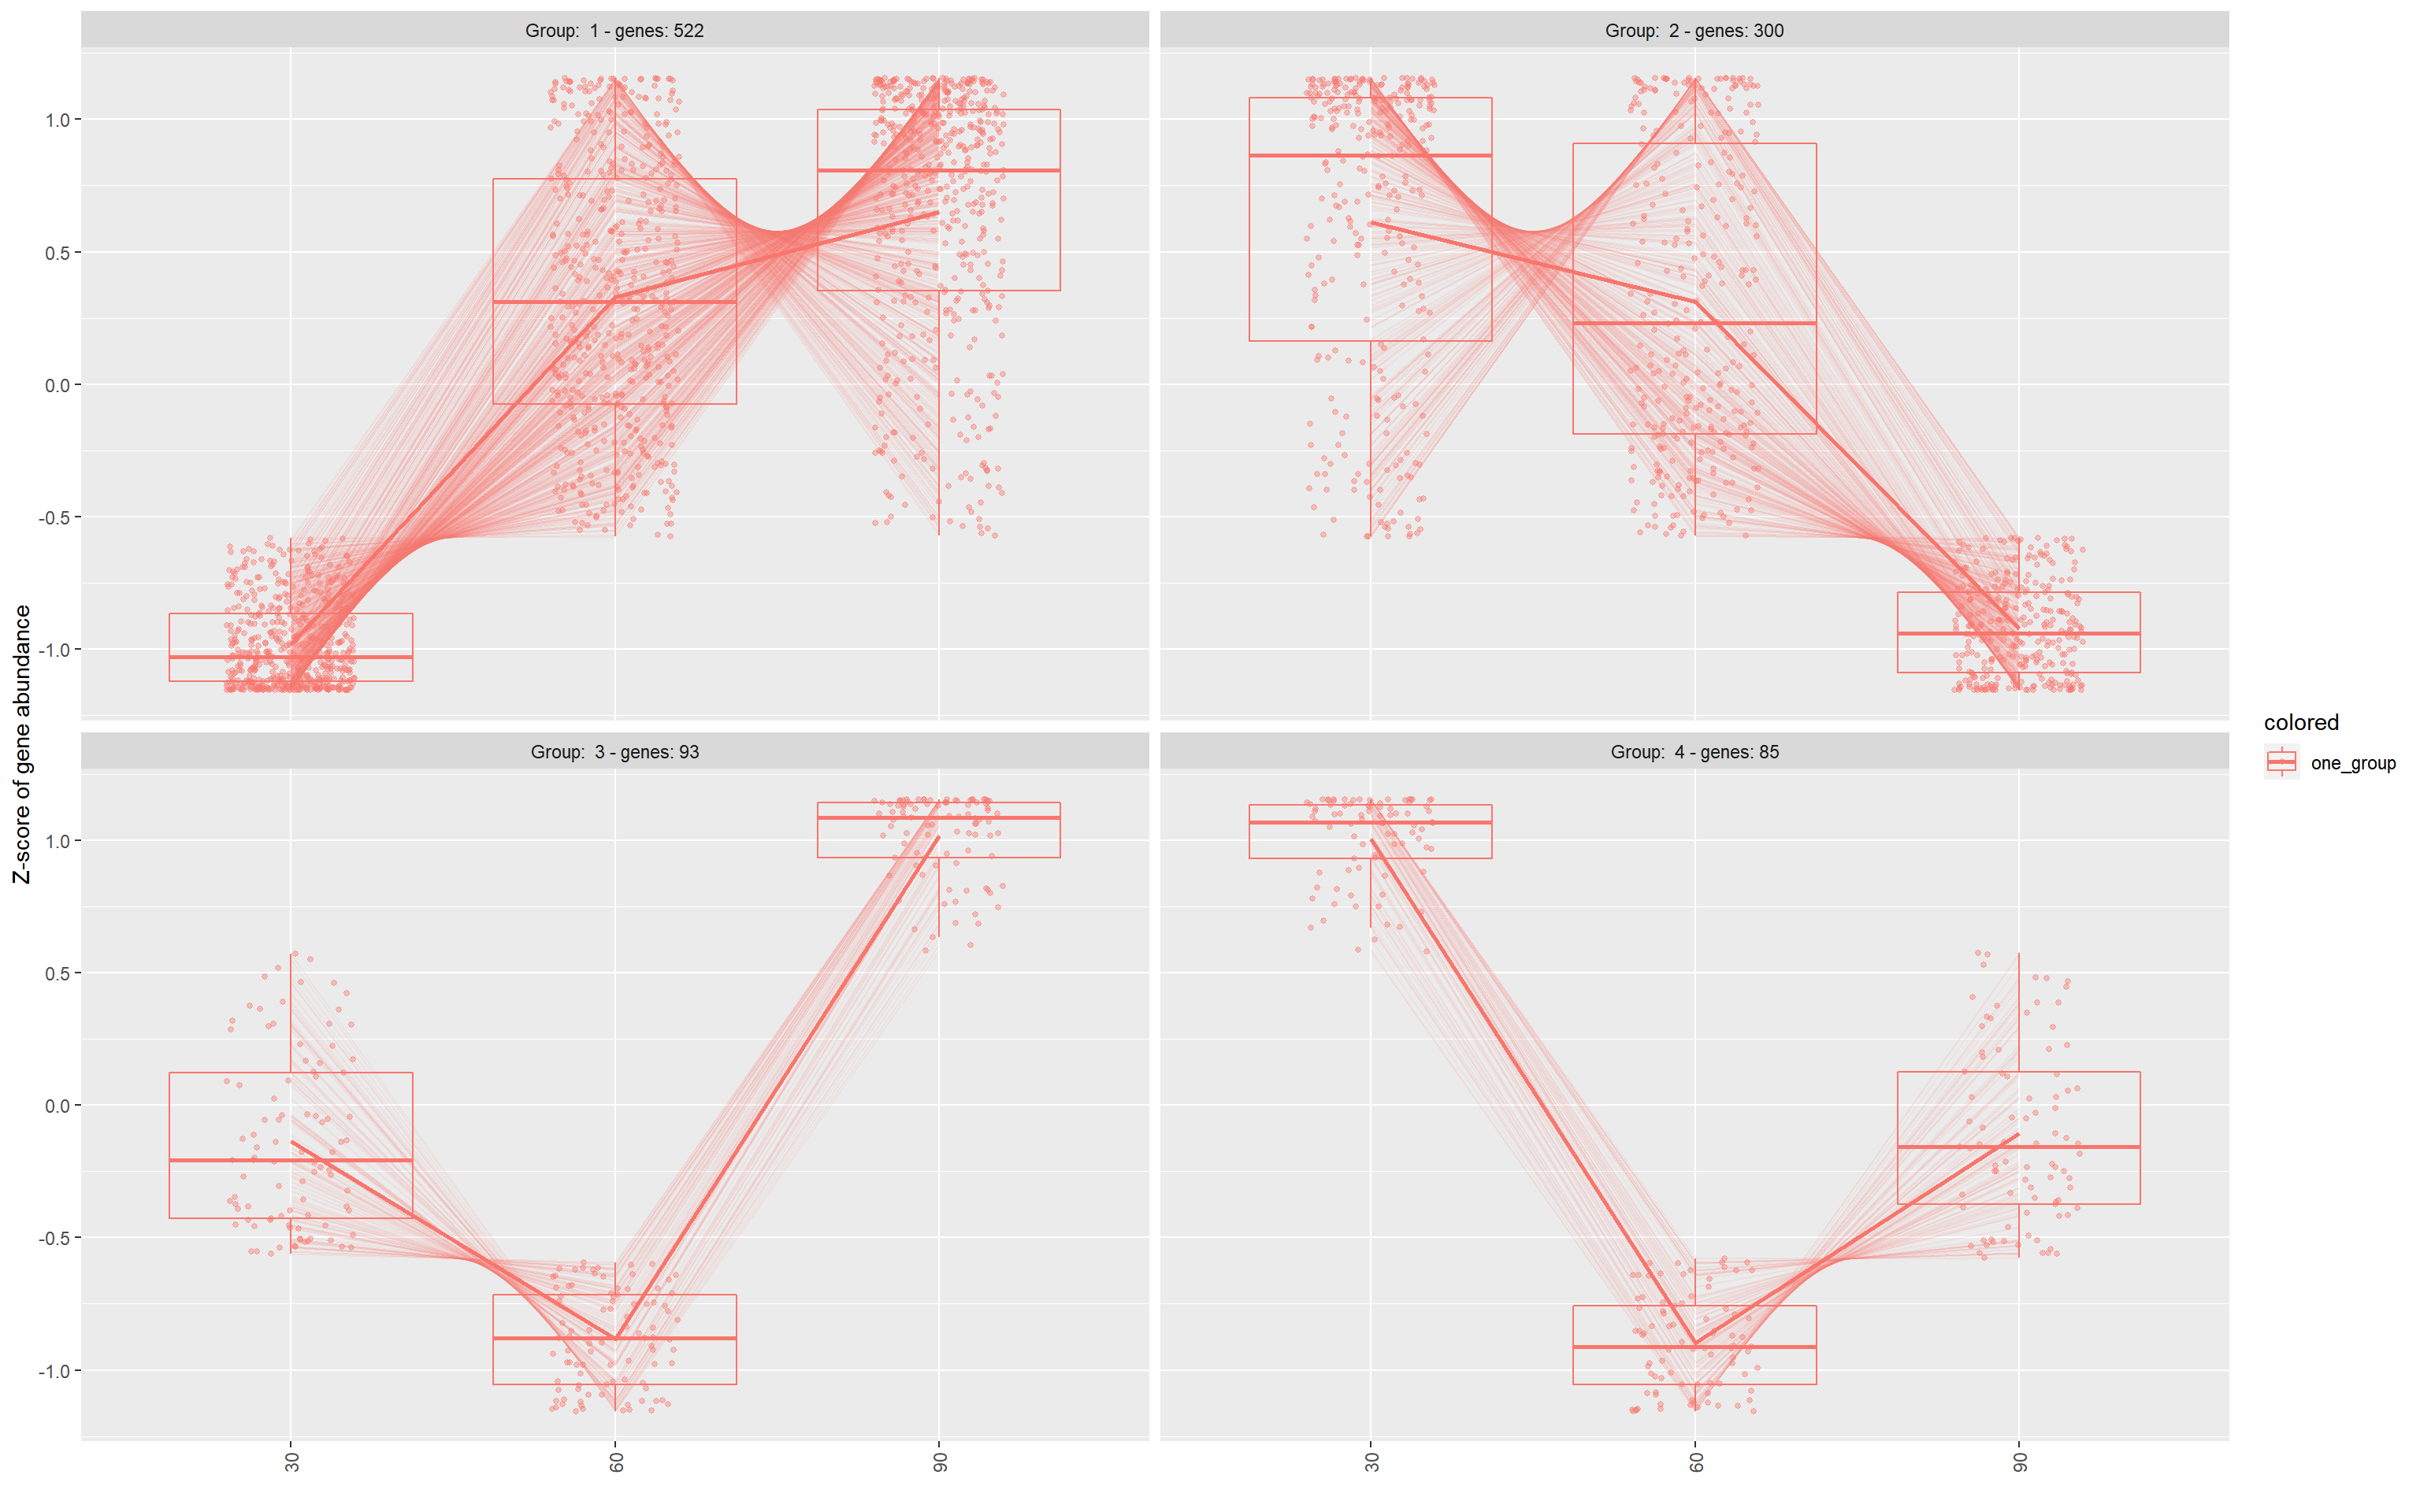 Group:  1 - genes: 522
Group:  2 - genes: 300
1.0
0.5
0.0
-0.5
-1.0
Z-score of gene abundance
Group:  3 - genes: 93
Group:  4 - genes: 85
1.0
0.5
0.0
-0.5
-1.0
30
60
90
30
60
90
colored
one_group